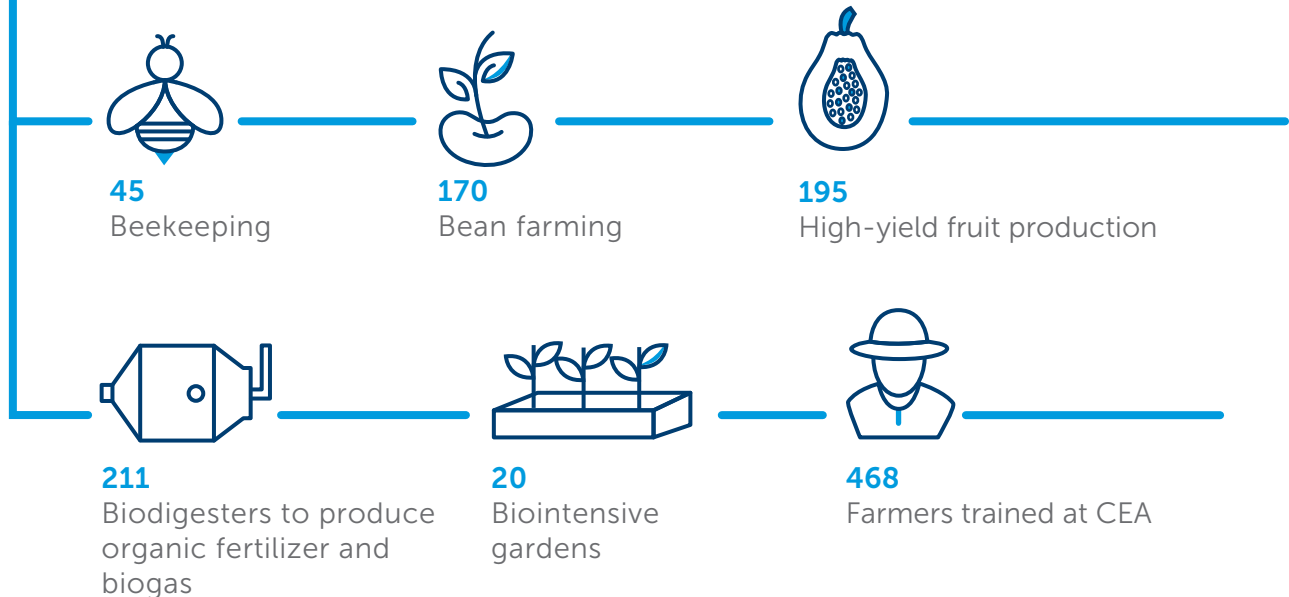 45
Beekeeping
170
Bean farming
195
High-yield fruit production
211
Biodigesters to produce
organic fertilizer and
biogas
20
Biointensive
gardens
468
Farmers trained at CEA